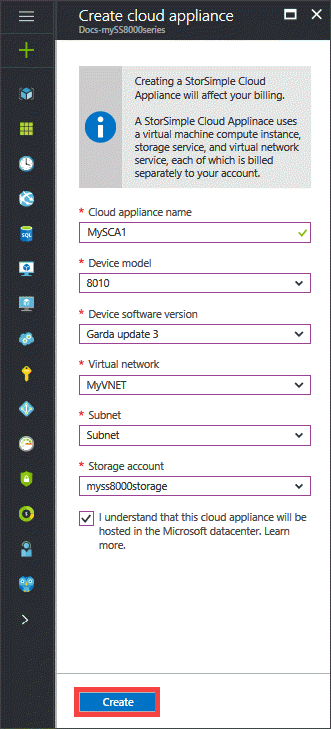 Create cloud appliance
Docs-mySS8000series
Creating a StorSimple Cloud
Appliance will affect your billing.
A StorSimple Cloud Applinace uses
a virtual machine compute instance,
storage service, and virtual network
service, each of which is billed
separately to your account.
* Cloud appliance name
MySCA1
* Device model
8010
* Device software version
Garda update 3
* Virtual network
MyVNET
* Subnet
Subnet
* Storage account
myss8000storage
I understand that this cloud appliance will be
hosted in the Microsoft datacenter. Learn
more.
Create
SQL